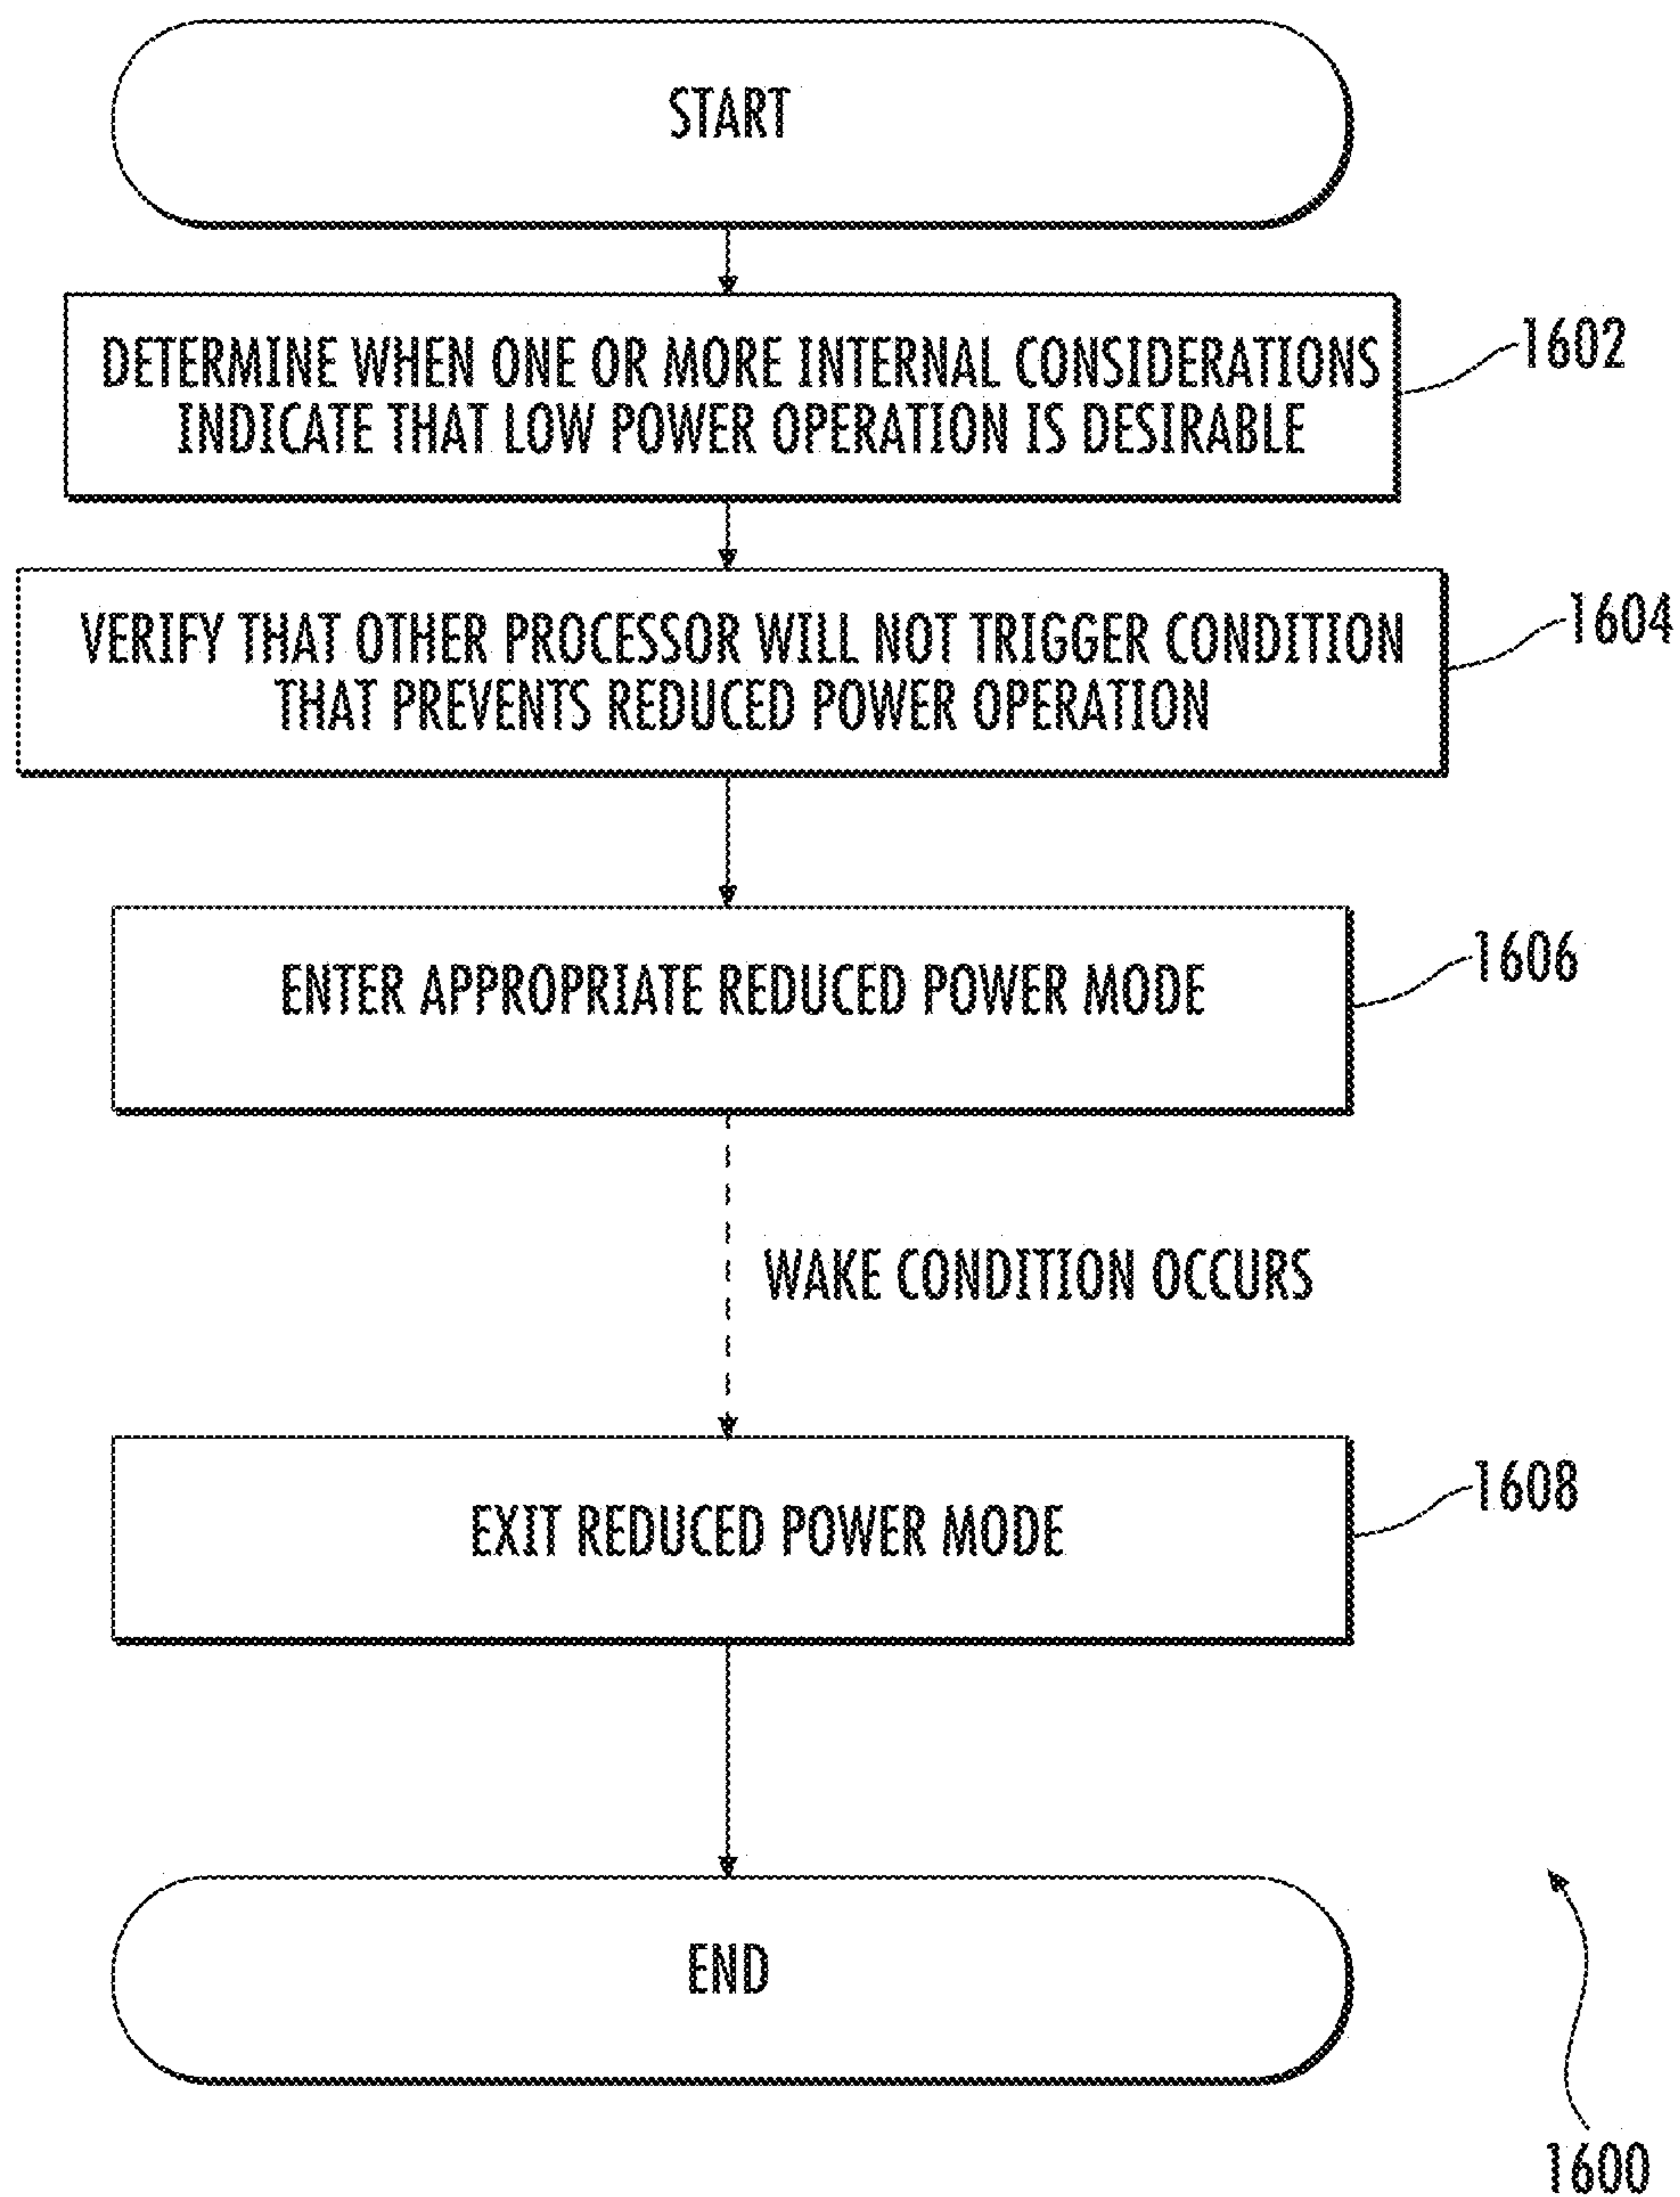 START
DETERMINE WHEN ONE OR MORE INTERNAL CONSIDERATIONS
INDICATE THAT LOW POWER OPERATION IS DESIRABLE
1602
VERIFY THAT OTHER PROCESSOR WILL NOT TRIGGER CONDITION
THAT PREVENTS REDUCED POWER OPERATION
1604
ENTER APPROPRIATE REDUCED POWER MODE
1606
WAKE CONDITION OCCURS
EXIT REDUCED POWER MODE
1608
END
1600